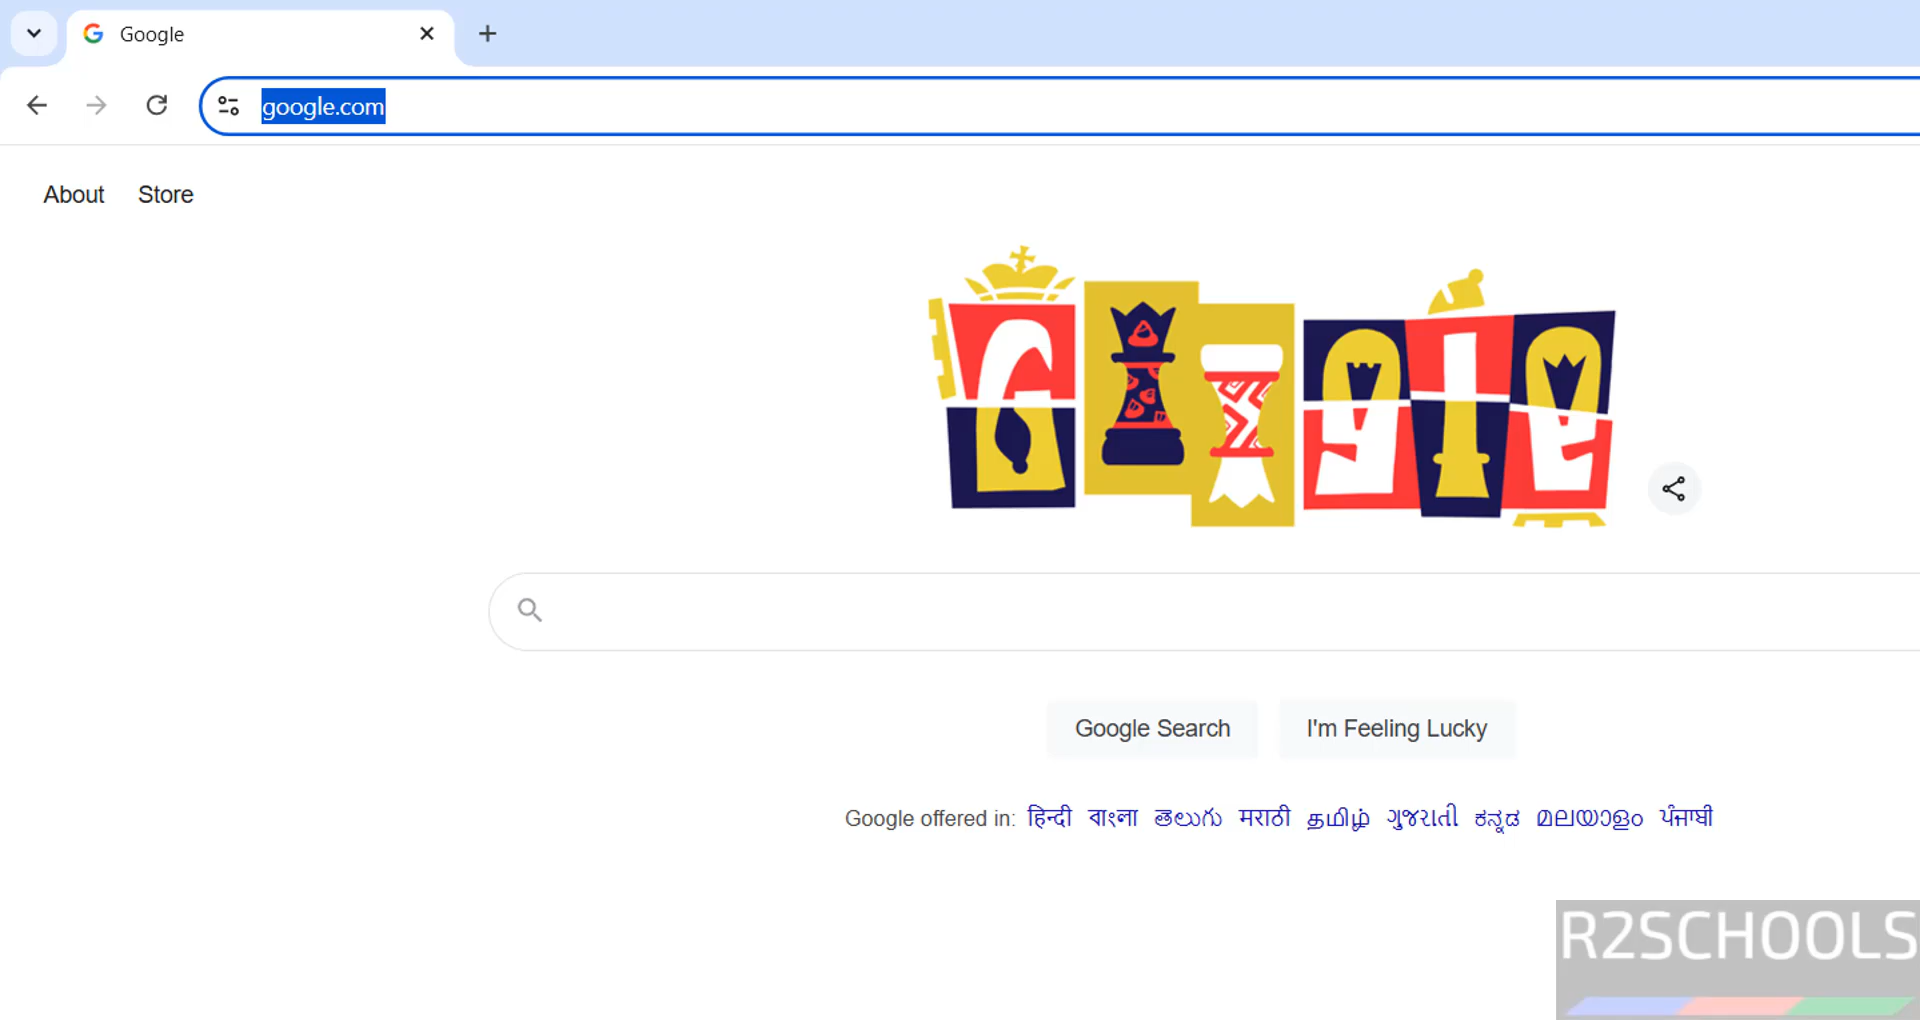 Google
google.com
About Store
Google
Google Search I'm Feeling Lucky
Google offered in: हिन्दी বাংলা తెలుగు मराठी தமிழ் ગુજરાતી ಕನ್ನಡ മലയാളം ਪੰਜਾਬੀ
R2SCHOOLS